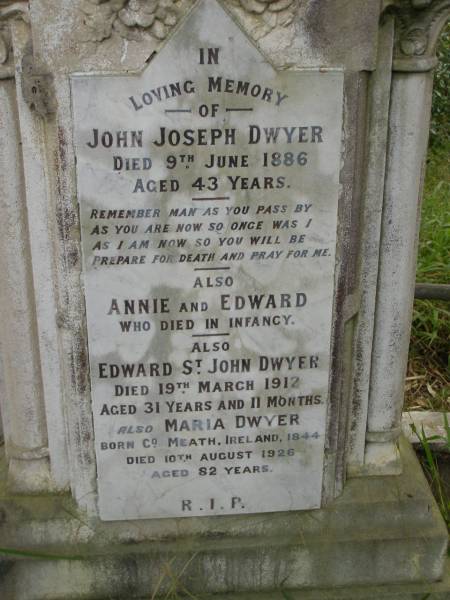 IN
LOVING MEMORY
OF
JOHN JOSEPH DWYER
DIED 9TH JUNE 1886
AGED 43 YEARS.
REMEMBER MAN AS YOU PASS BY
AS YOU ARE NOW SO ONCE WAS I
AS I AM NOW SO YOU WILL BE
PREPARE FOR DEATH AND PRAY FOR ME.
ALSO
ANNIE AND EDWARD
WHO DIED IN INFANCY.
ALSO
EDWARD ST JOHN DWYER
DIED 19TH MARCH 1912
AGED 31 YEARS AND 11 MONTHS.
ALSO MARIA DWYER
BORN CO MEATH, IRELAND, 1844
DIED 10TH AUGUST 1926
AGED 82 YEARS.
R.I.P.